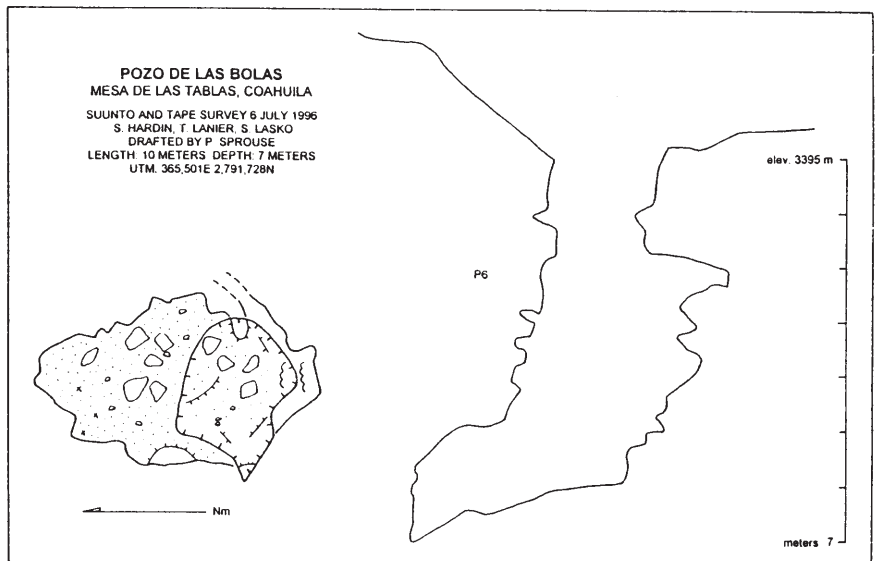 POZO DE LAS BOLAS
MESA DE LAS TABLAS, COAHUILA
SUUNTO AND TAPE SURVEY 6 JULY 1996
S. HARDIN, T. LANIER, S. LASKO
DRAFTED BY P. SPROUSE
LENGTH: 10 METERS DEPTH: 7 METERS
UTM. 365,501E 2,791,728N
elev. 3395 m
P6
Nm
meters 7